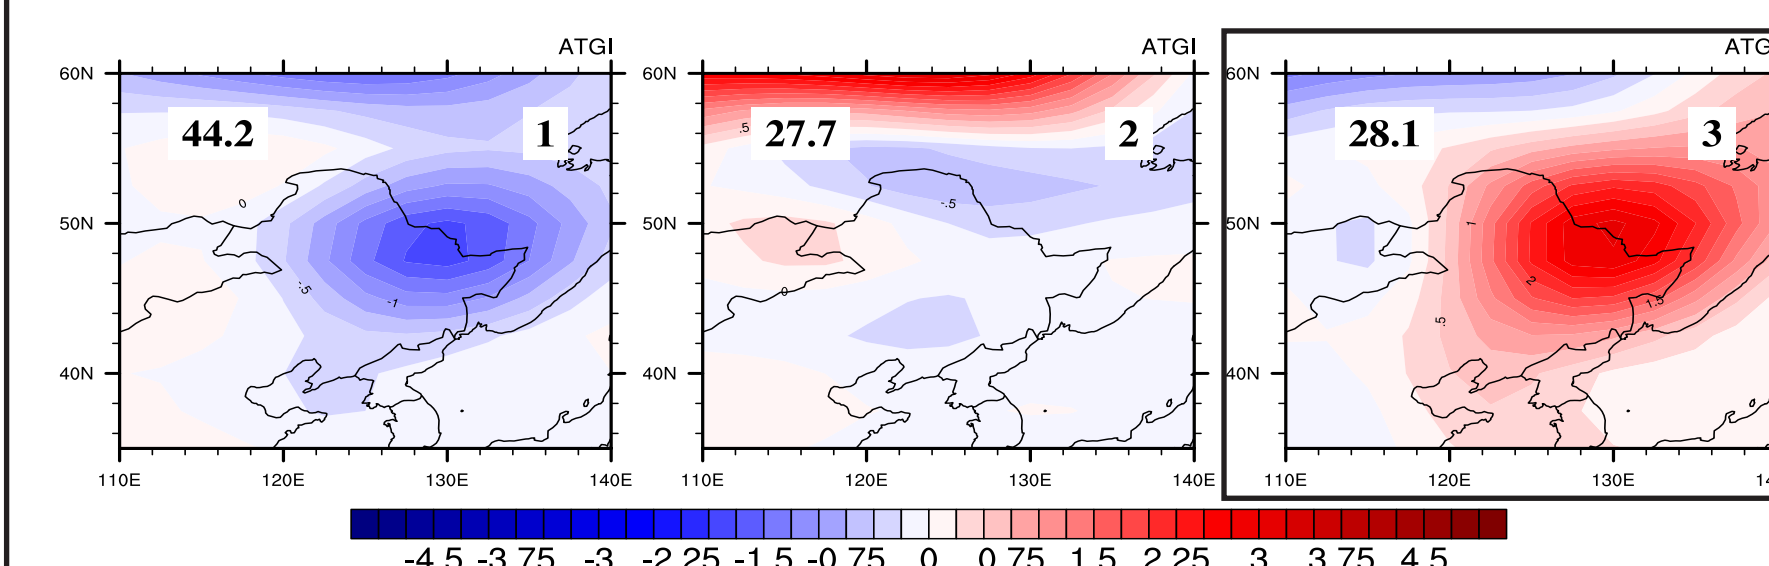 ATGI ATGI ATG
60N 60N 60N
44.2 1 27.7 2 28.1 3
.5
0 -.5
50N 50N 50N
1
-.5 -1 0 2 1.5
.5
40N 40N 40N
110E 120E 130E 140E 110E 120E 130E 140E 110E 120E 130E 14
-4 5 -3 75 -3 -2 25 -1 5 -0 75 0 0 75 1 5 2 25 3 3 75 4 5